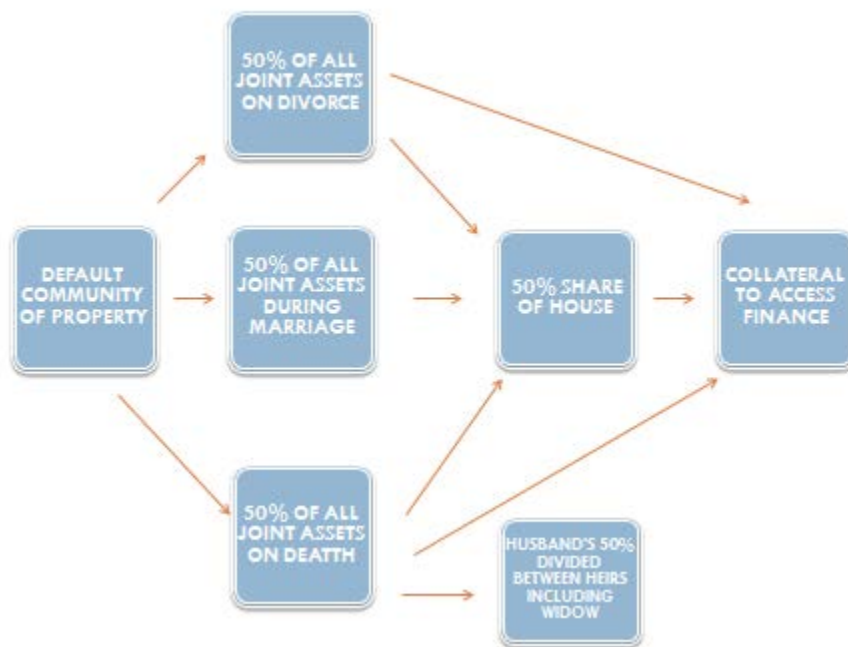 50% OF ALL
JOINT ASSETS
ON DIVORCE
DEFAULT
COMMUNITY
OF PROPERTY
50% OF ALL
JOINT ASSETS
DURING
MARRIAGE
50% SHARE
OF HOUSE
COLLATERAL
TO ACCESS
FINANCE
50% OF ALL
JOINT ASSETS
ON DEATTH
HUSBAND'S 50%
DIVIDED
BETWEEN HEIRS
INCLUDING
WIDOW